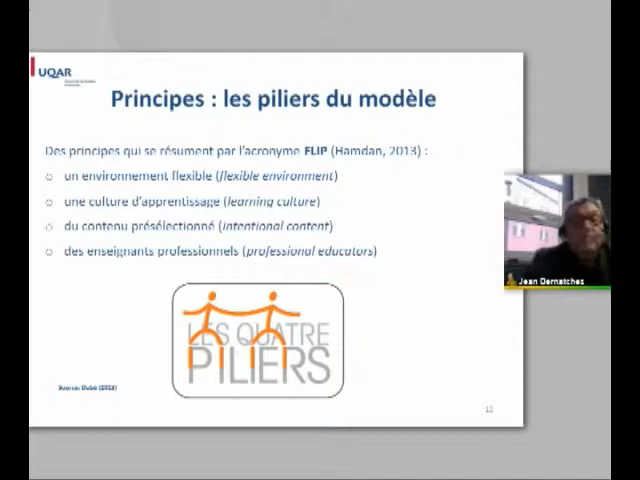 UQAR
Principes : les piliers du modèle
Des principes qui se résument par l'acronyme FLIP (Hamdan, 2013) :
o un environnement flexible (flexible environment)
o une culture d'apprentissage (learning culture)
o du contenu présélectionné (intentional content)
o des enseignants professionnels (professional educators)
LES QUATRE
PILIERS
Jean Bernatchez